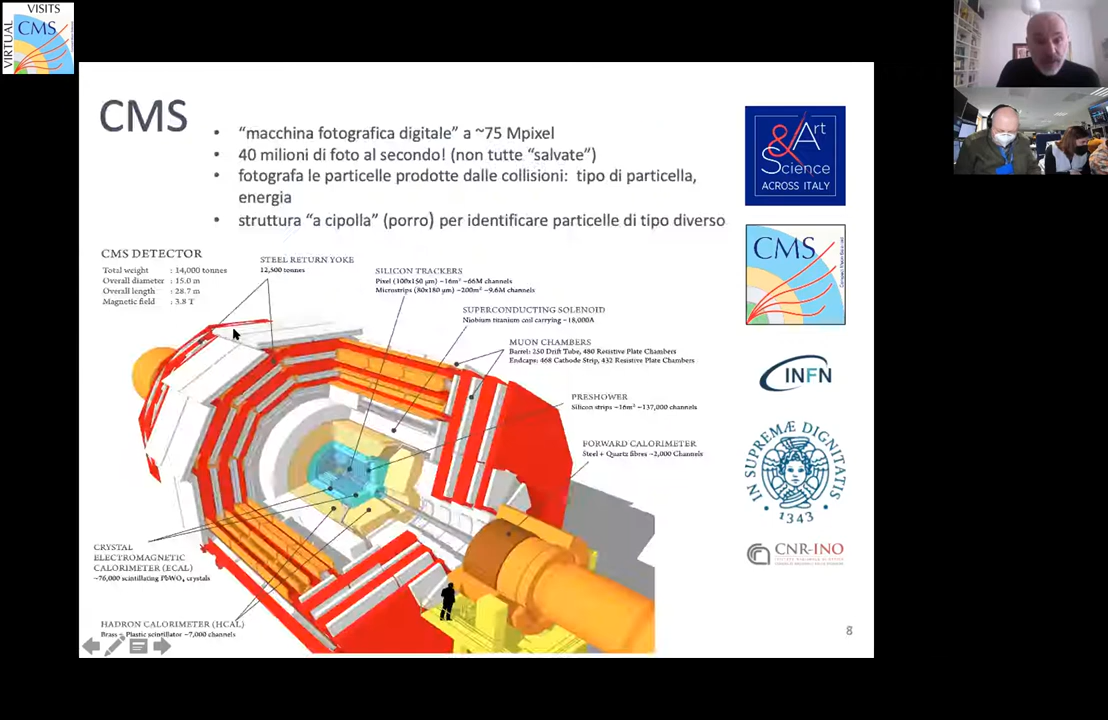 VISITS
VIRTUAL
CMS
CMS
• "macchina fotografica digitale" a ~75 Mpixel
• 40 milioni di foto al secondo! (non tutte "salvate")
• fotografa le particelle prodotte dalle collisioni: tipo di particella,
energia
• struttura "a cipolla" (porro) per identificare particelle di tipo diverso
CMS DETECTOR
Total weight : 14,000 tonnes
Overall diameter : 15.0 m
Overall length : 28.7 m
Magnetic field : 3.8 T
STEEL RETURN YOKE
12,500 tonnes
SILICON TRACKERS
Pixel (100x150 μm) ~16m² ~66M channels
Microstrips (80x180 μm) ~200m² ~9.6M channels
SUPERCONDUCTING SOLENOID
Niobium titanium coil carrying ~18,000A
MUON CHAMBERS
Barrel: 250 Drift Tube, 480 Resistive Plate Chambers
Endcaps: 468 Cathode Strip, 432 Resistive Plate Chambers
PRESHOWER
Silicon strips ~16m² ~137,000 channels
FORWARD CALORIMETER
Steel + Quartz fibres ~2,000 Channels
CRYSTAL
ELECTROMAGNETIC
CALORIMETER (ECAL)
~76,000 scintillating PbWO₄ crystals
HADRON CALORIMETER (HCAL)
Brass + Plastic scintillator ~7,000 channels
& Art
Science
ACROSS ITALY
CMS
INFN
IN SUPREMÆ DIGNITATIS
• 1343 •
CNR-INO
8